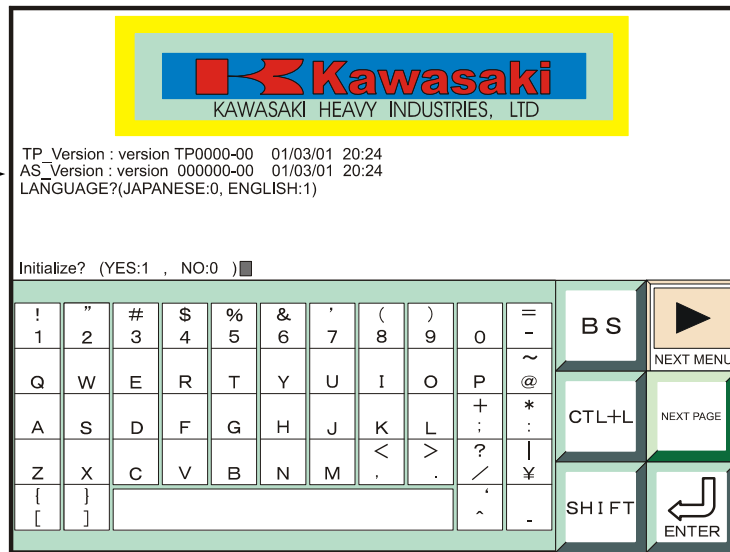 Kawasaki
KAWASAKI HEAVY INDUSTRIES, LTD
TP_Version : version TP0000-00 01/03/01 20:24
AS_Version : version 000000-00 01/03/01 20:24
LANGUAGE?(JAPANESE:0, ENGLISH:1)
Initialize? (YES:1 , NO:0 )
! ” # $ % & ’ ( ) =
1 2 3 4 5 6 7 8 9 0 -
~
Q W E R T Y U I O P @
+ *
A S D F G H J K L ; :
< > ? |
Z X C V B N M , . / ¥
{ } ‘
[ ] ^ -
BS
NEXT MENU
CTL+L
NEXT PAGE
SHIFT
ENTER